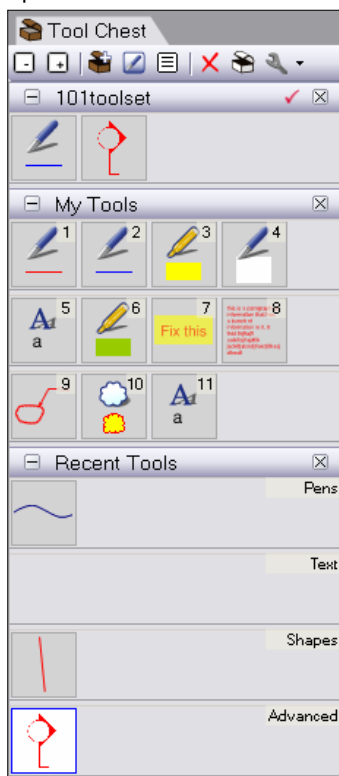 Tool Chest
101toolset
My Tools
1 2 3 4
5 6 7 8
A a
a
Fix this
9 10 11
A a
a
Recent Tools
Pens
Text
Shapes
Advanced